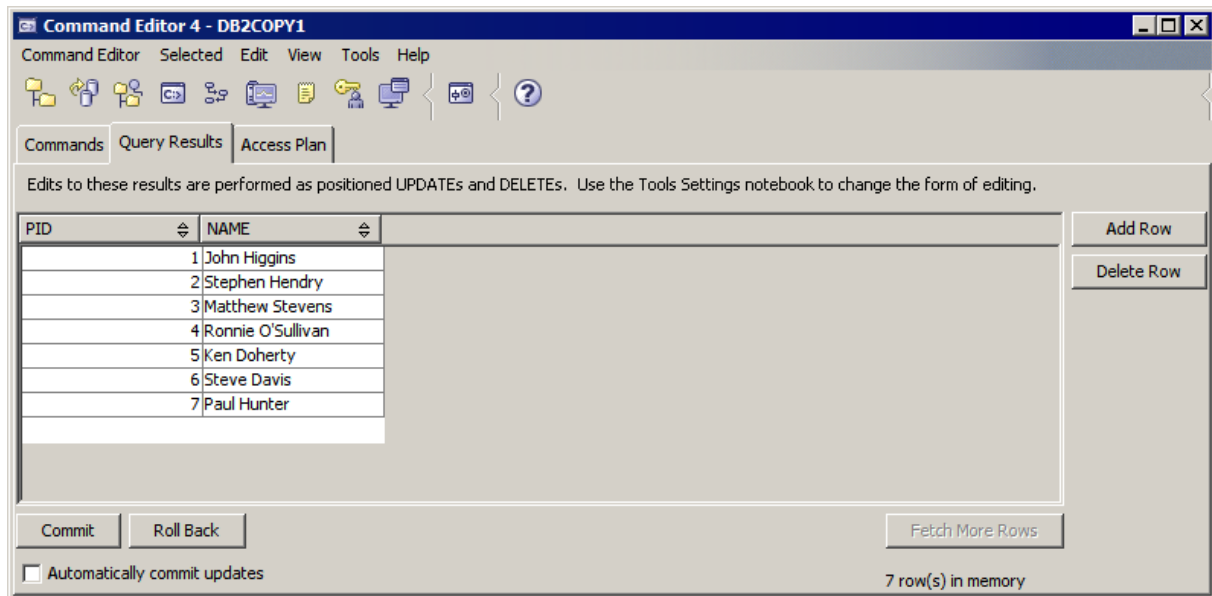 Command Editor 4 - DB2COPY1
Command Editor Selected Edit View Tools Help
Commands Query Results Access Plan
Edits to these results are performed as positioned UPDATEs and DELETEs. Use the Tools Settings notebook to change the form of editing.
PID NAME Add Row
1 John Higgins
Delete Row
2 Stephen Hendry
3 Matthew Stevens
4 Ronnie O'Sullivan
5 Ken Doherty
6 Steve Davis
7 Paul Hunter
Commit Roll Back Fetch More Rows
Automatically commit updates
7 row(s) in memory